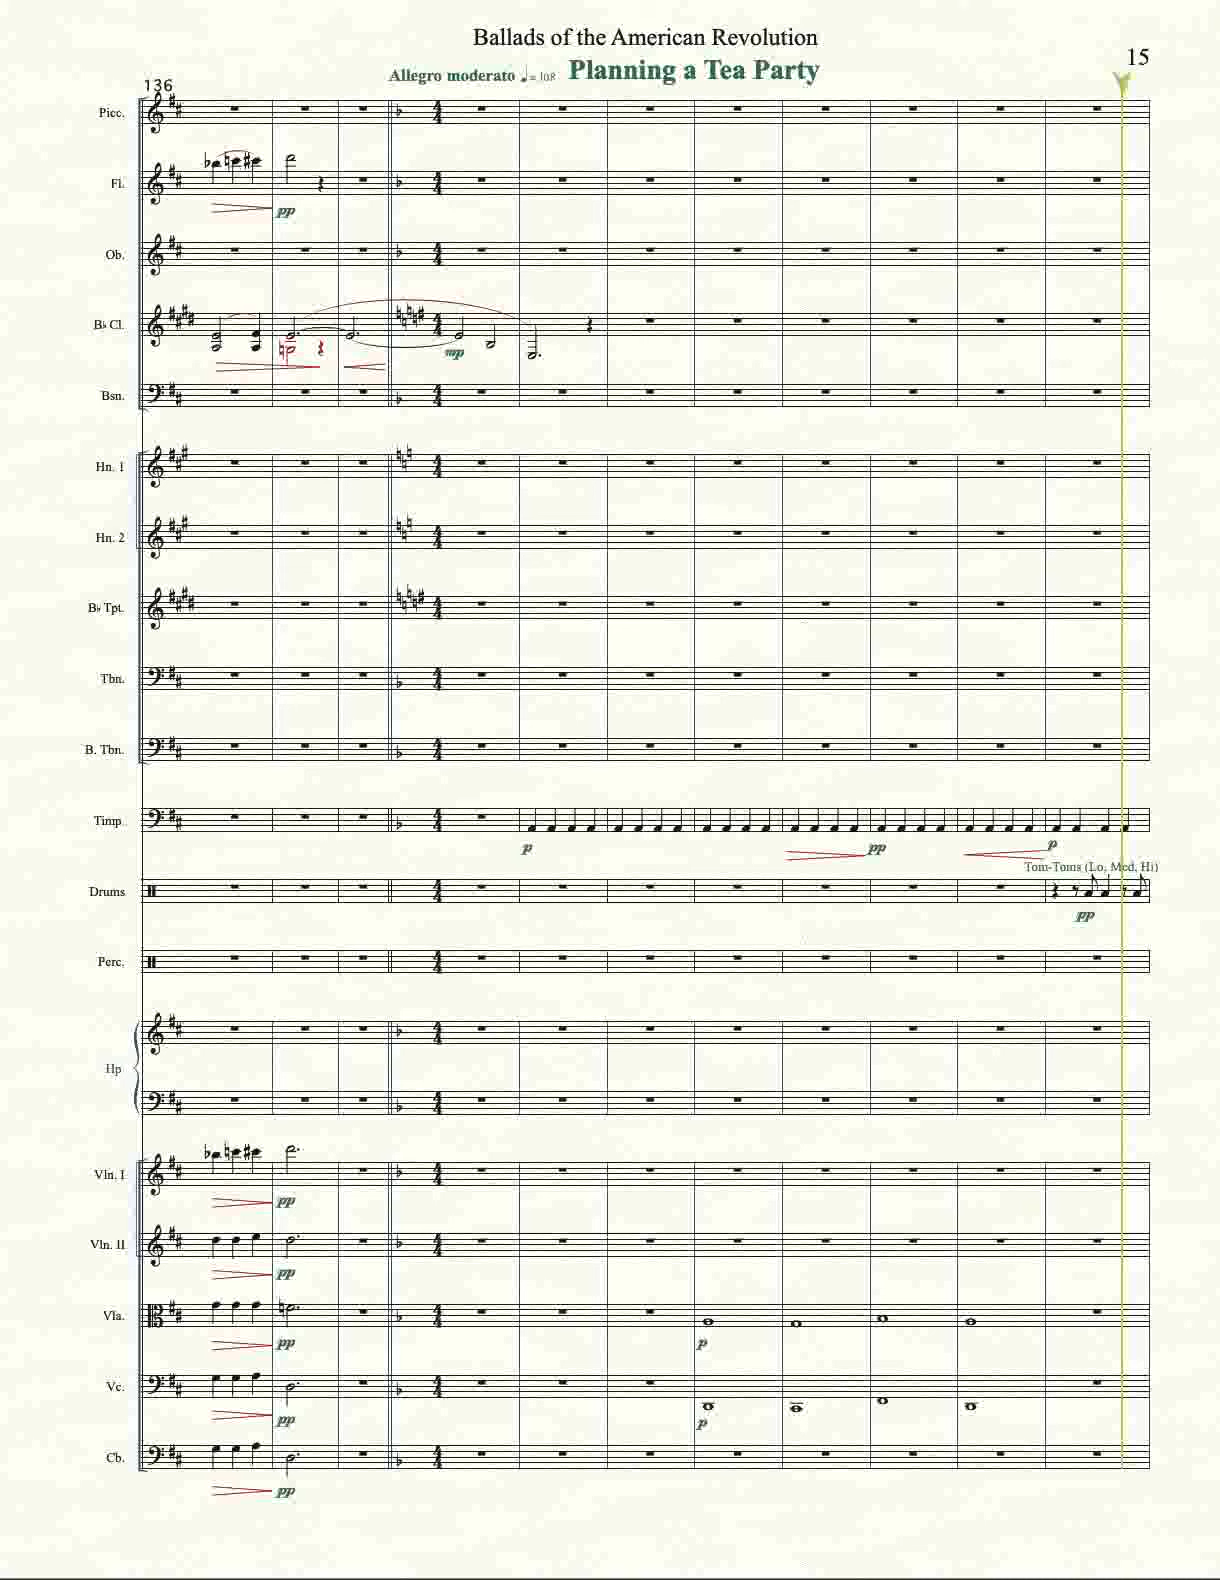 Ballads of the American Revolution
15
Allegro moderato ♩ = 108 Planning a Tea Party
136
Picc.
Fl.
pp
Ob.
B♭ Cl.
mp
Bsn.
Hn. 1
Hn. 2
B♭ Tpt.
Tbn.
B. Tbn.
Timp.
p pp p
Tom-Toms (Lo, Med, Hi)
Drums
pp
Perc.
Hp
Vln. I
pp
Vln. II
pp
Vla.
pp p
Vc.
pp p
Cb.
pp